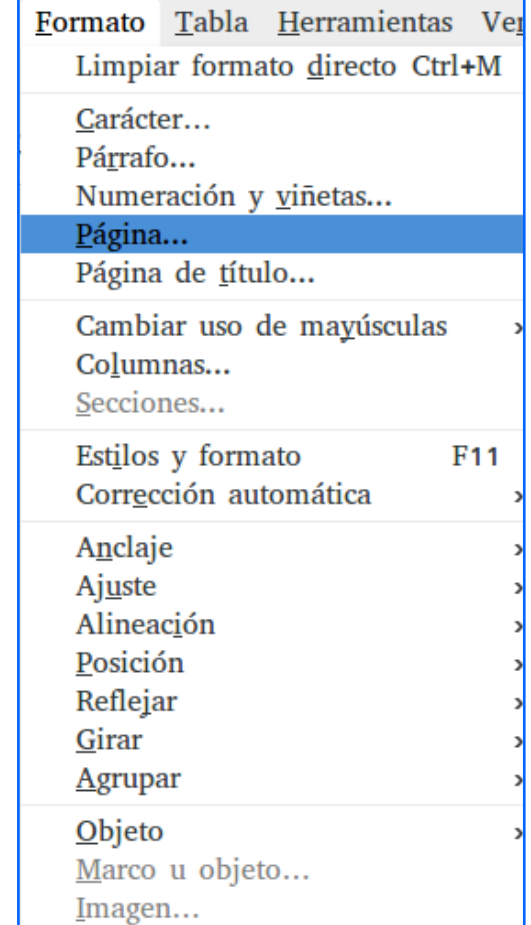 Formato Tabla Herramientas
Limpiar formato directo Ctrl+M
Carácter...
Párrafo...
Numeración y viñetas...
Página...
Página de título...
Cambiar uso de mayúsculas
Columnas...
Secciones...
Estilos y formato F11
Corrección automática
Anclaje
Ajuste
Alineación
Posición
Reflejar
Girar
Agrupar
Objeto
Marco u objeto...
Imagen...